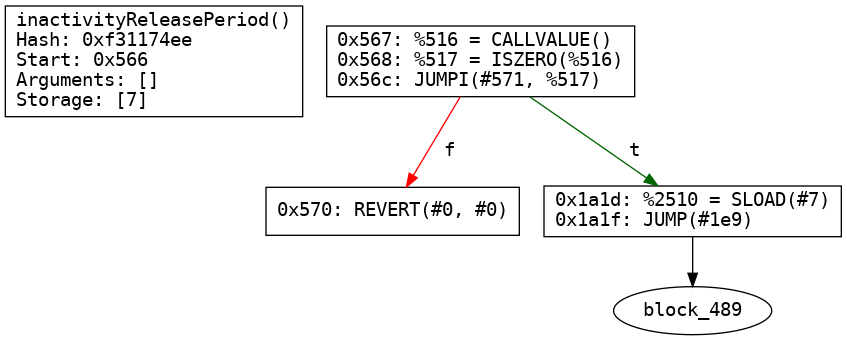 inactivityReleasePeriod()
Hash: 0xf31174ee
Start: 0x566
Arguments: []
Storage: [7]
0x567: %516 = CALLVALUE()
0x568: %517 = ISZERO(%516)
0x56c: JUMPI(#571, %517)
f
t
0x570: REVERT(#0, #0)
0x1a1d: %2510 = SLOAD(#7)
0x1a1f: JUMP(#1e9)
block_489